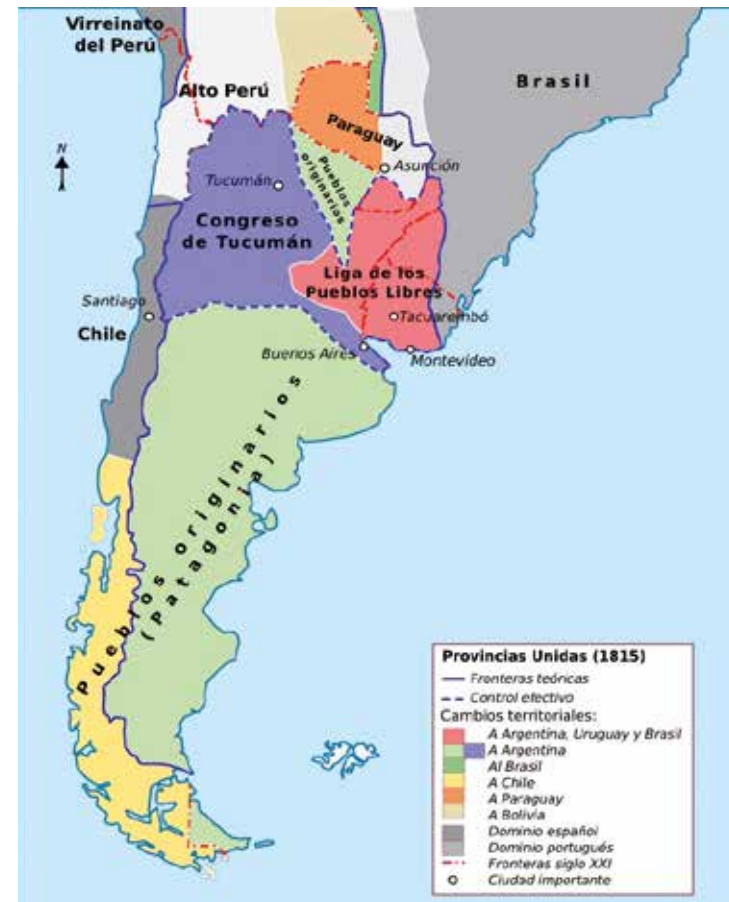 Virreinato
del Perú
Alto Perú
Brasil
Paraguay
Asunción
Pueblos
originarios
N
Tucumán
Congreso
de Tucumán
Liga de los
Pueblos Libres
Santiago
Chile
Tacuarembó
Buenos Aires
Montevideo
Pueblos originarios
(Patagonia)
Provincias Unidas (1815)
Fronteras teóricas
Control efectivo
Cambios territoriales:
A Argentina, Uruguay y Brasil
A Argentina
Al Brasil
A Chile
A Paraguay
A Bolivia
Dominio español
Dominio portugués
Fronteras siglo XXI
Ciudad importante